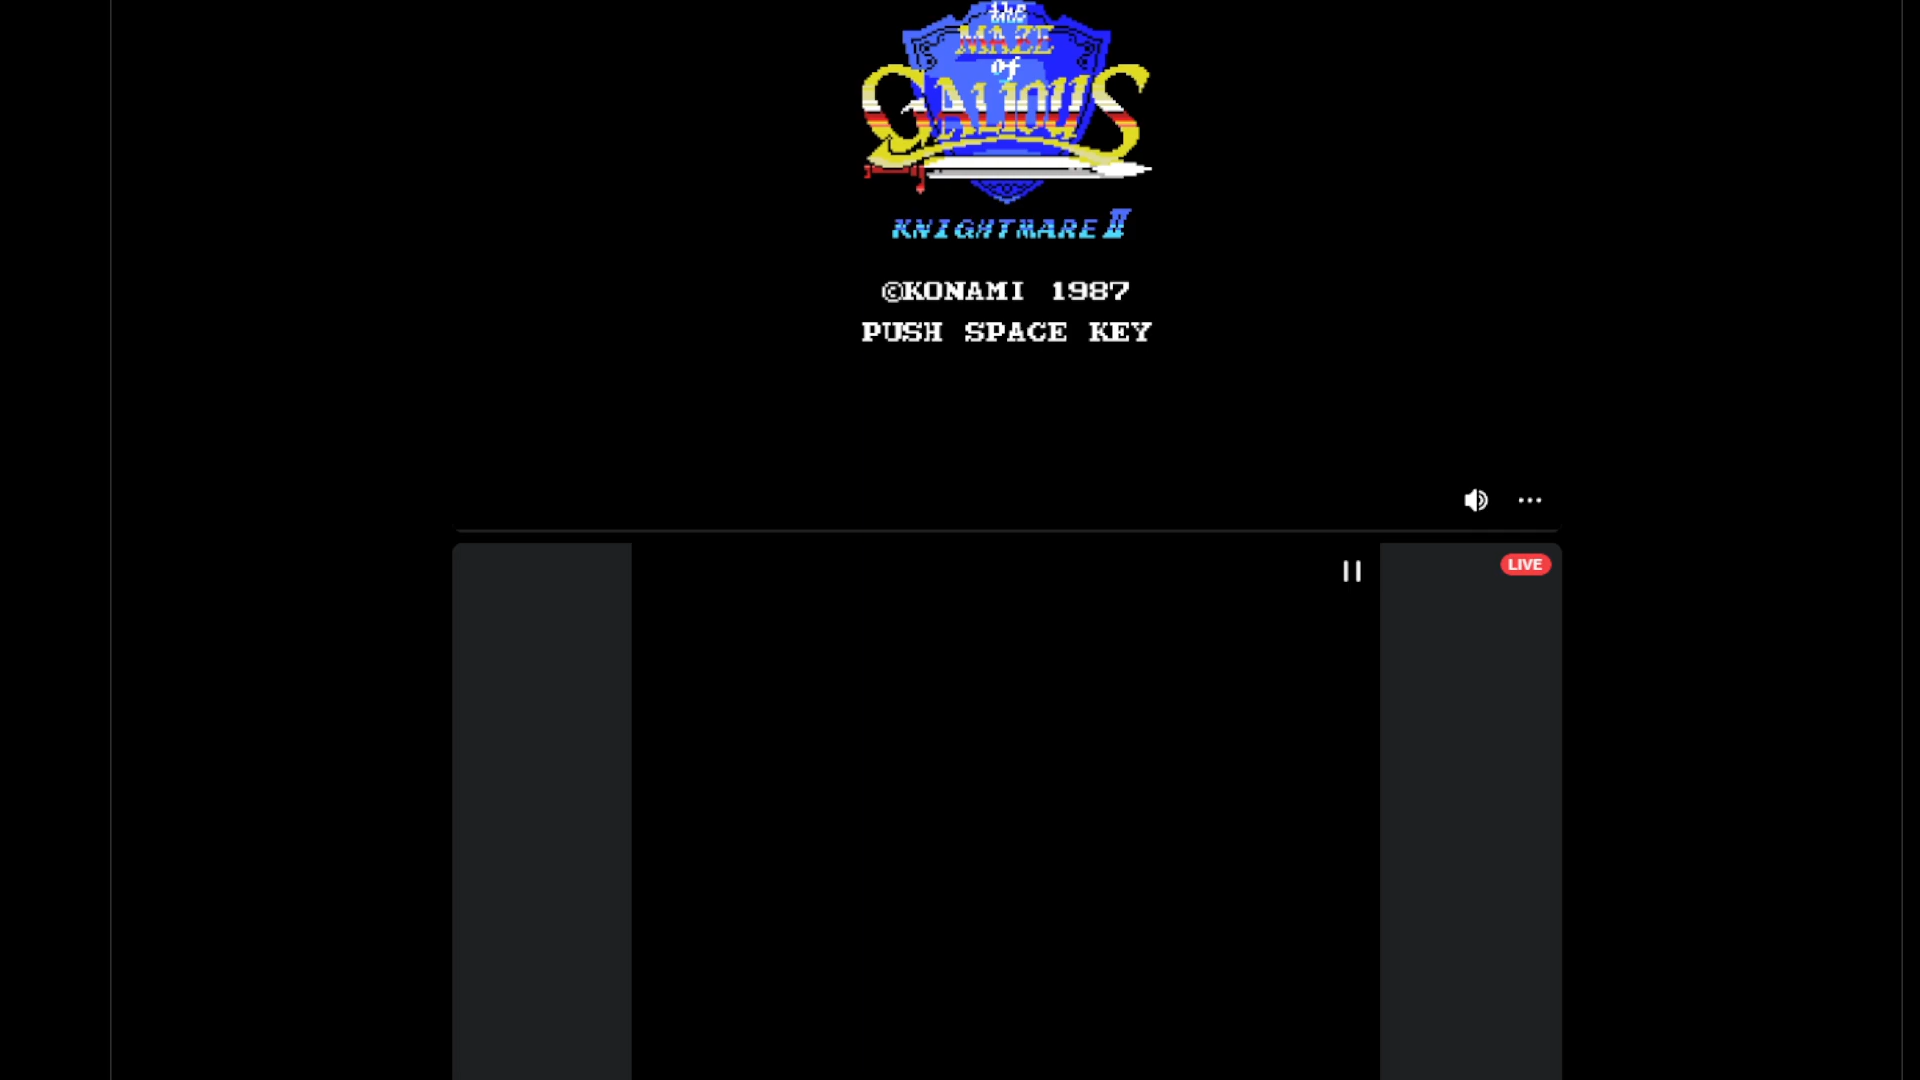 the
MAZE
of
GALIOUS
KNIGHTMARE II
©KONAMI 1987
PUSH SPACE KEY
LIVE